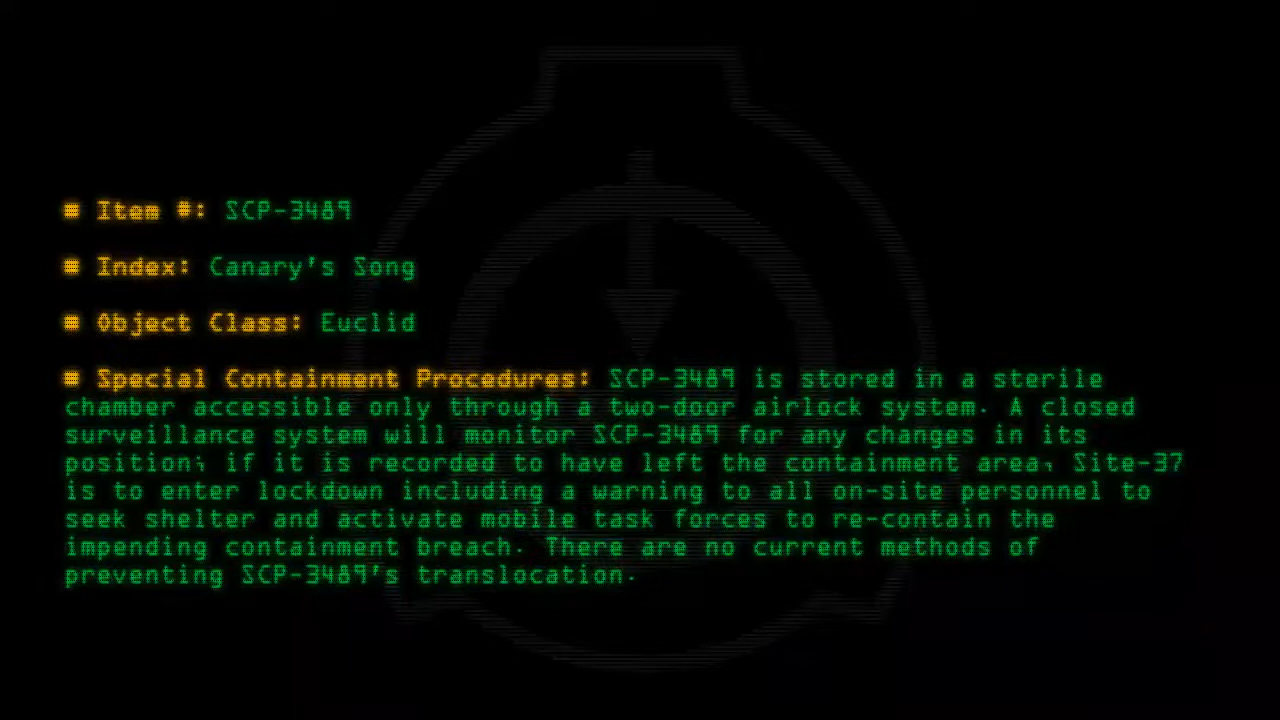 ■ Item #: SCP-3489
■ Index: Canary's Song
■ Object Class: Euclid
■ Special Containment Procedures: SCP-3489 is stored in a sterile
chamber accessible only through a two-door airlock system. A closed
surveillance system will monitor SCP-3489 for any changes in its
position; if it is recorded to have left the containment area, Site-37
is to enter lockdown including a warning to all on-site personnel to
seek shelter and activate mobile task forces to re-contain the
impending containment breach. There are no current methods of
preventing SCP-3489's translocation.